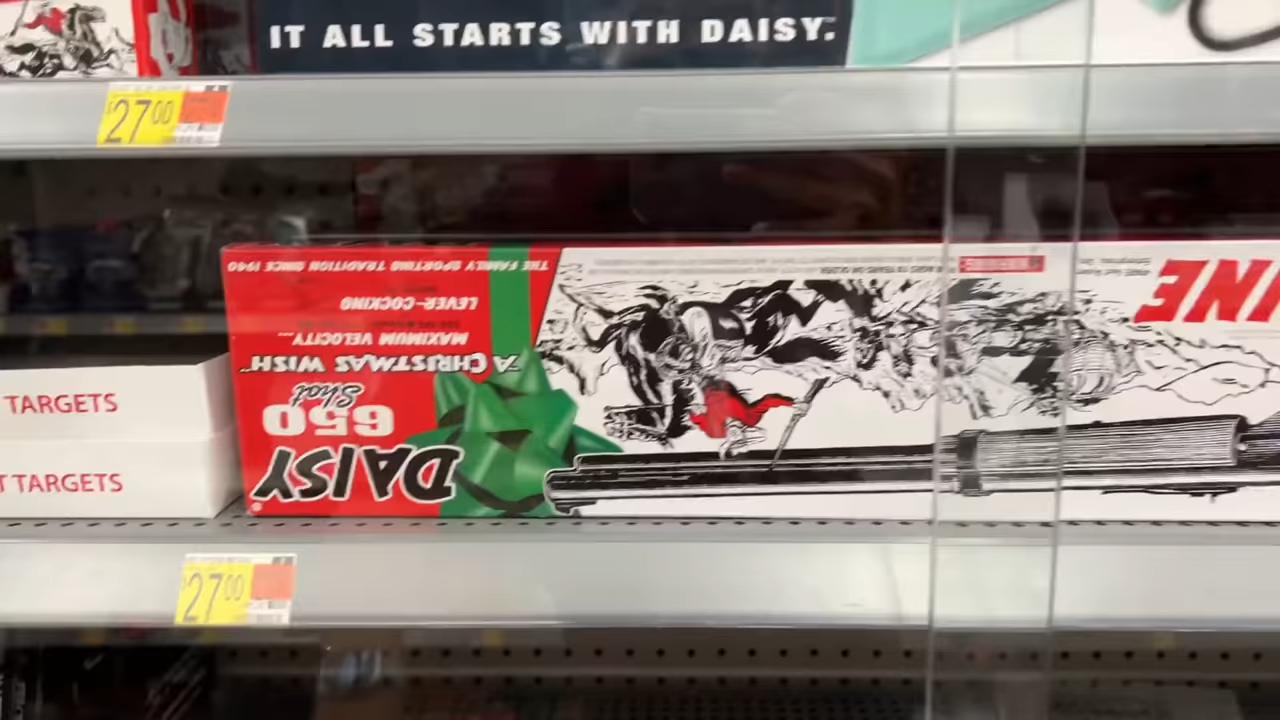 IT ALL STARTS WITH DAISY.™
$27.00
TARGETS
T TARGETS
DAISY
650
Shot
"A CHRISTMAS WISH"
MAXIMUM VELOCITY...
LEVER-COCKING
THE FAMILY SPORTING TRADITION SINCE 1940
INE
$27.00